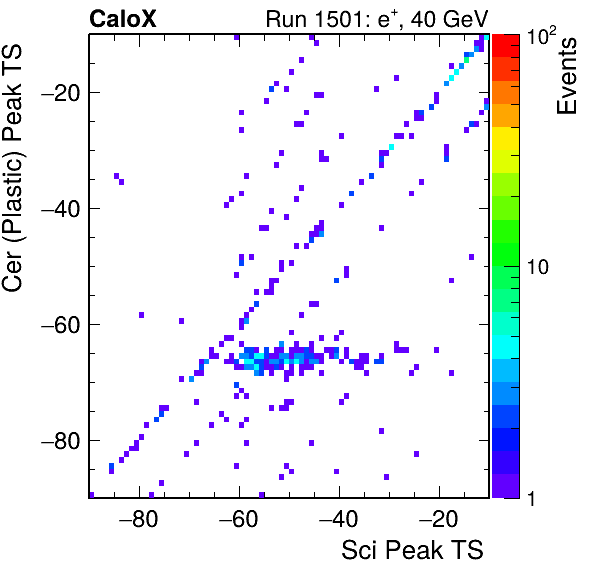 CaloX Run 1501: e⁺, 40 GeV
Cer (Plastic) Peak TS
−20
−40
−60
−80
−80 −60 −40 −20
Sci Peak TS
10²
10
1
Events